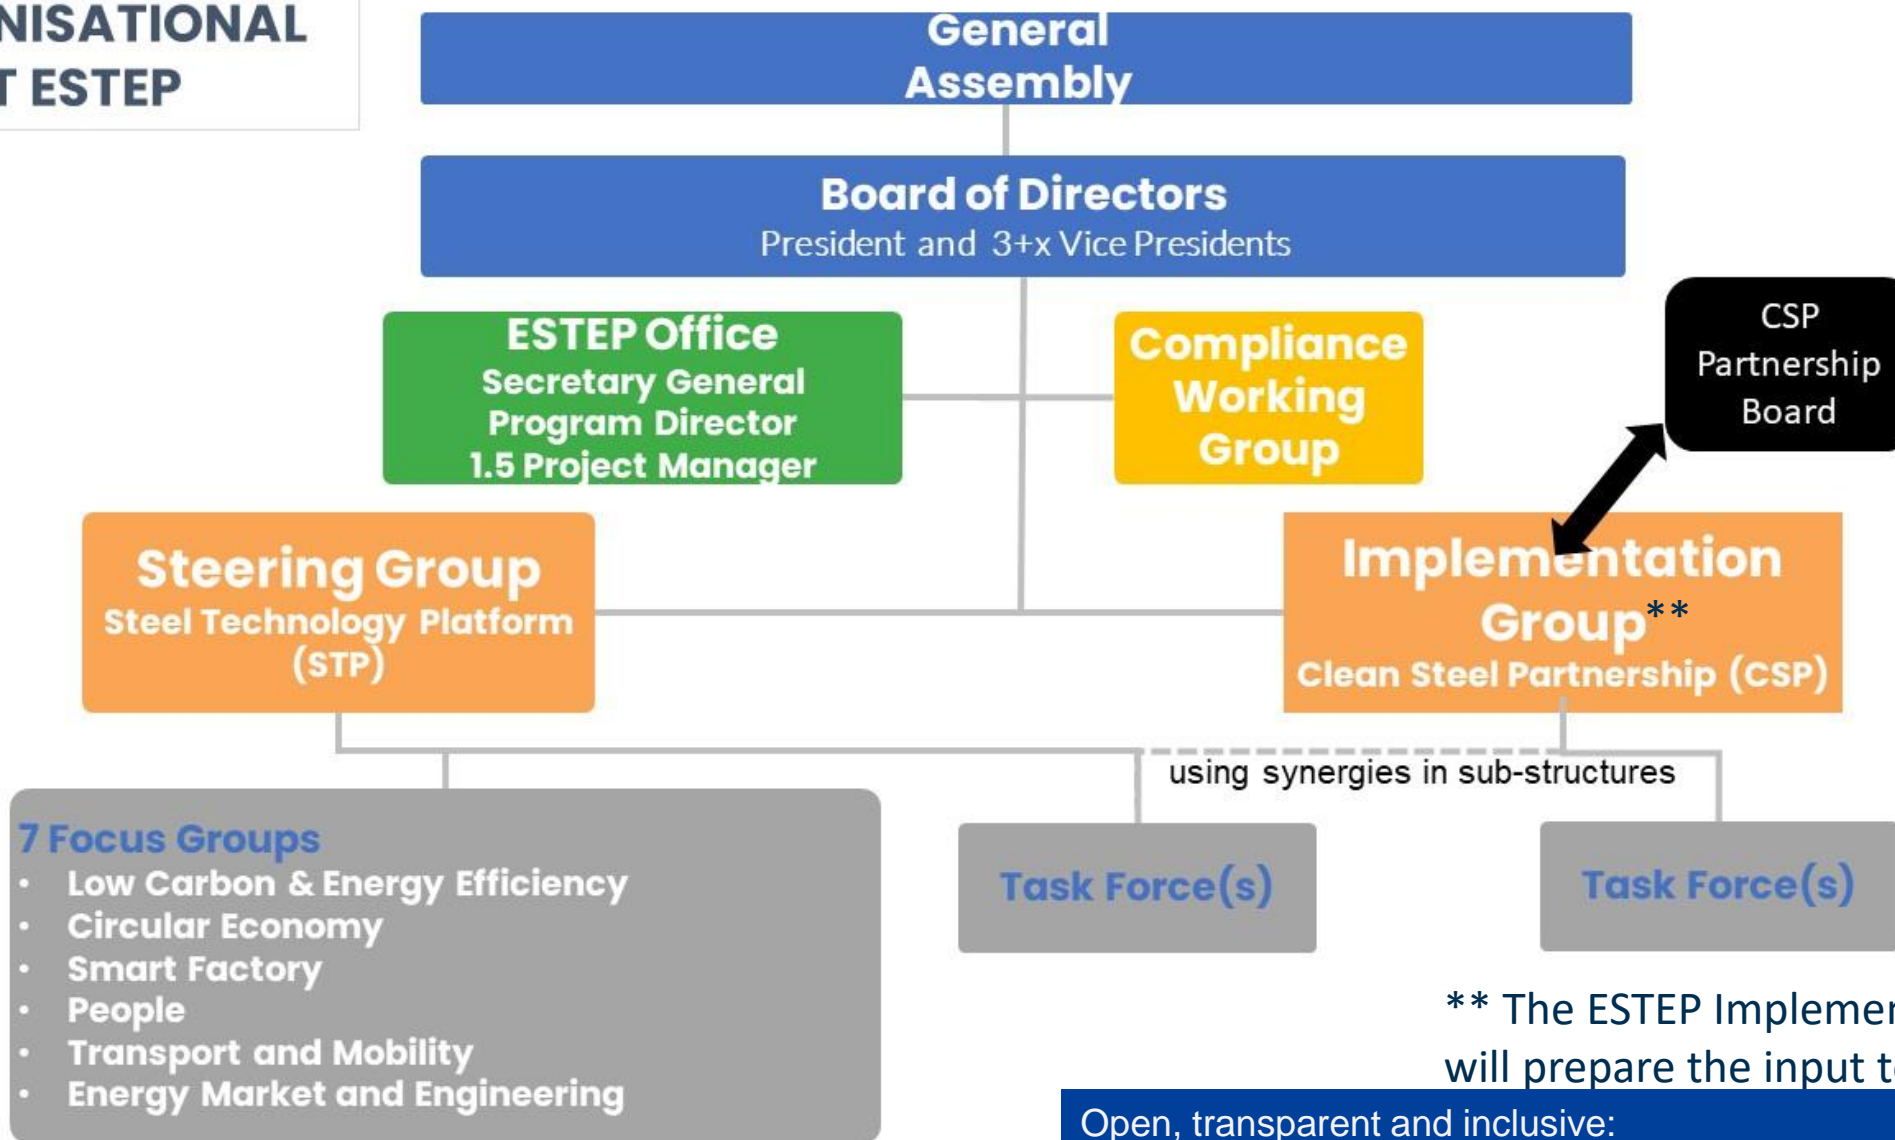 NISATIONAL
T ESTEP
General
Assembly
Board of Directors
President and 3+x Vice Presidents
ESTEP Office
Secretary General
Program Director
1.5 Project Manager
Compliance
Working
Group
CSP
Partnership
Board
Steering Group
Steel Technology Platform
(STP)
Implementation
Group**
Clean Steel Partnership (CSP)
using synergies in sub-structures
7 Focus Groups
• Low Carbon & Energy Efficiency
• Circular Economy
• Smart Factory
• People
• Transport and Mobility
• Energy Market and Engineering
Task Force(s)
Task Force(s)
** The ESTEP Implemen
will prepare the input to
Open, transparent and inclusive: